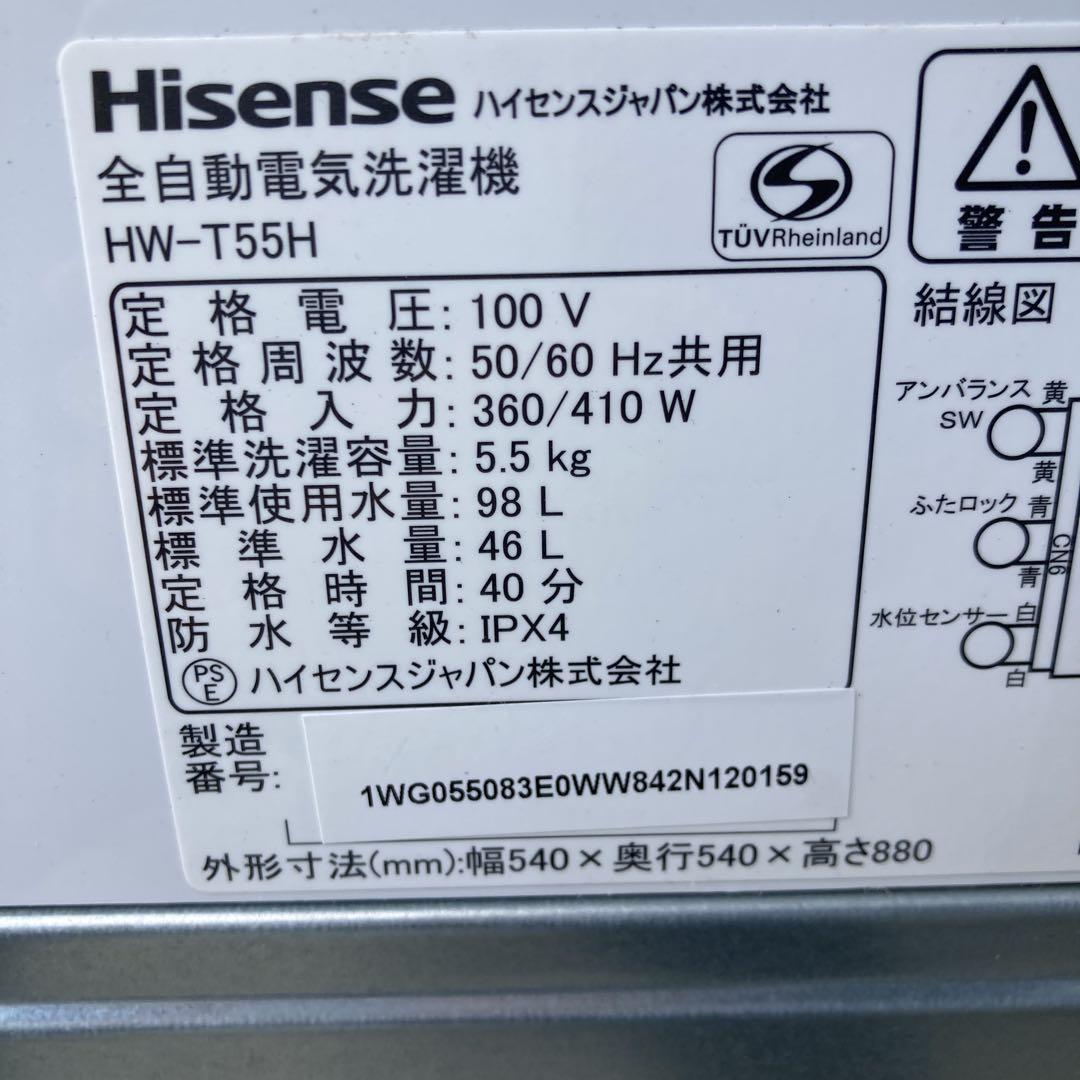 Hisense ハイセンスジャパン株式会社
全自動電気洗濯機
HW-T55H
TÜVRheinland
警告
定格電圧: 100 V
定格周波数: 50/60 Hz共用
定格入力: 360/410 W
標準洗濯容量: 5.5 kg
標準使用水量: 98 L
標準水量: 46 L
定格時間: 40 分
防水等級: IPX4
PS
E
ハイセンスジャパン株式会社
製造
番号:
1WG055083E0WW842N120159
外形寸法(mm):幅540×奥行540×高さ880
結線図
アンバランス 黄
SW
黄
ふたロック 青
青
CN6
水位センサー 白
白